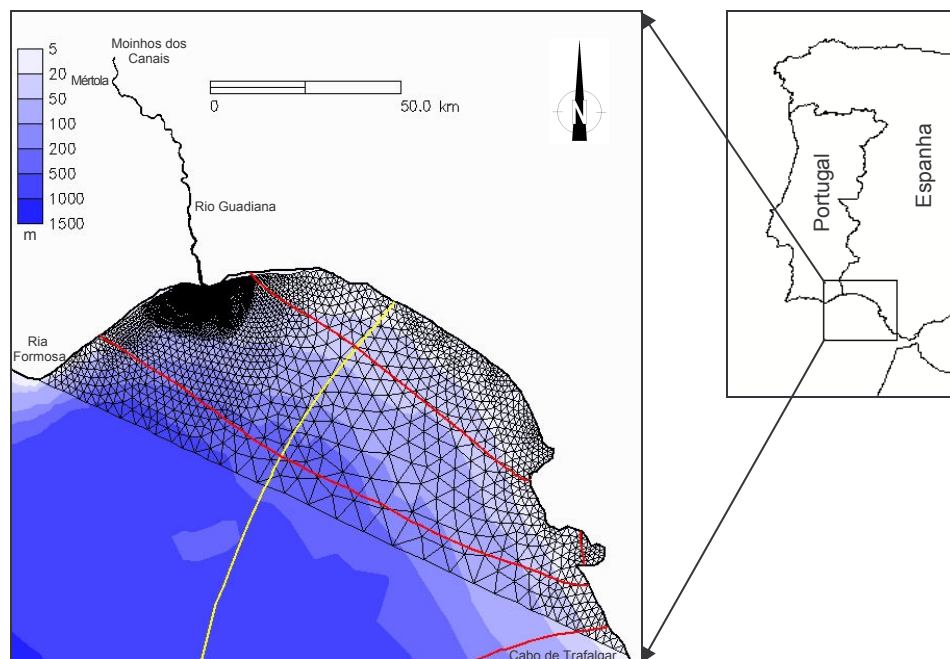 Moinhos dos
Canais
Mértola
5
20
50
100
200
500
1000
1500
m
0 50.0 km
N
Rio Guadiana
Ria
Formosa
Cabo de Trafalgar
Portugal
Espanha